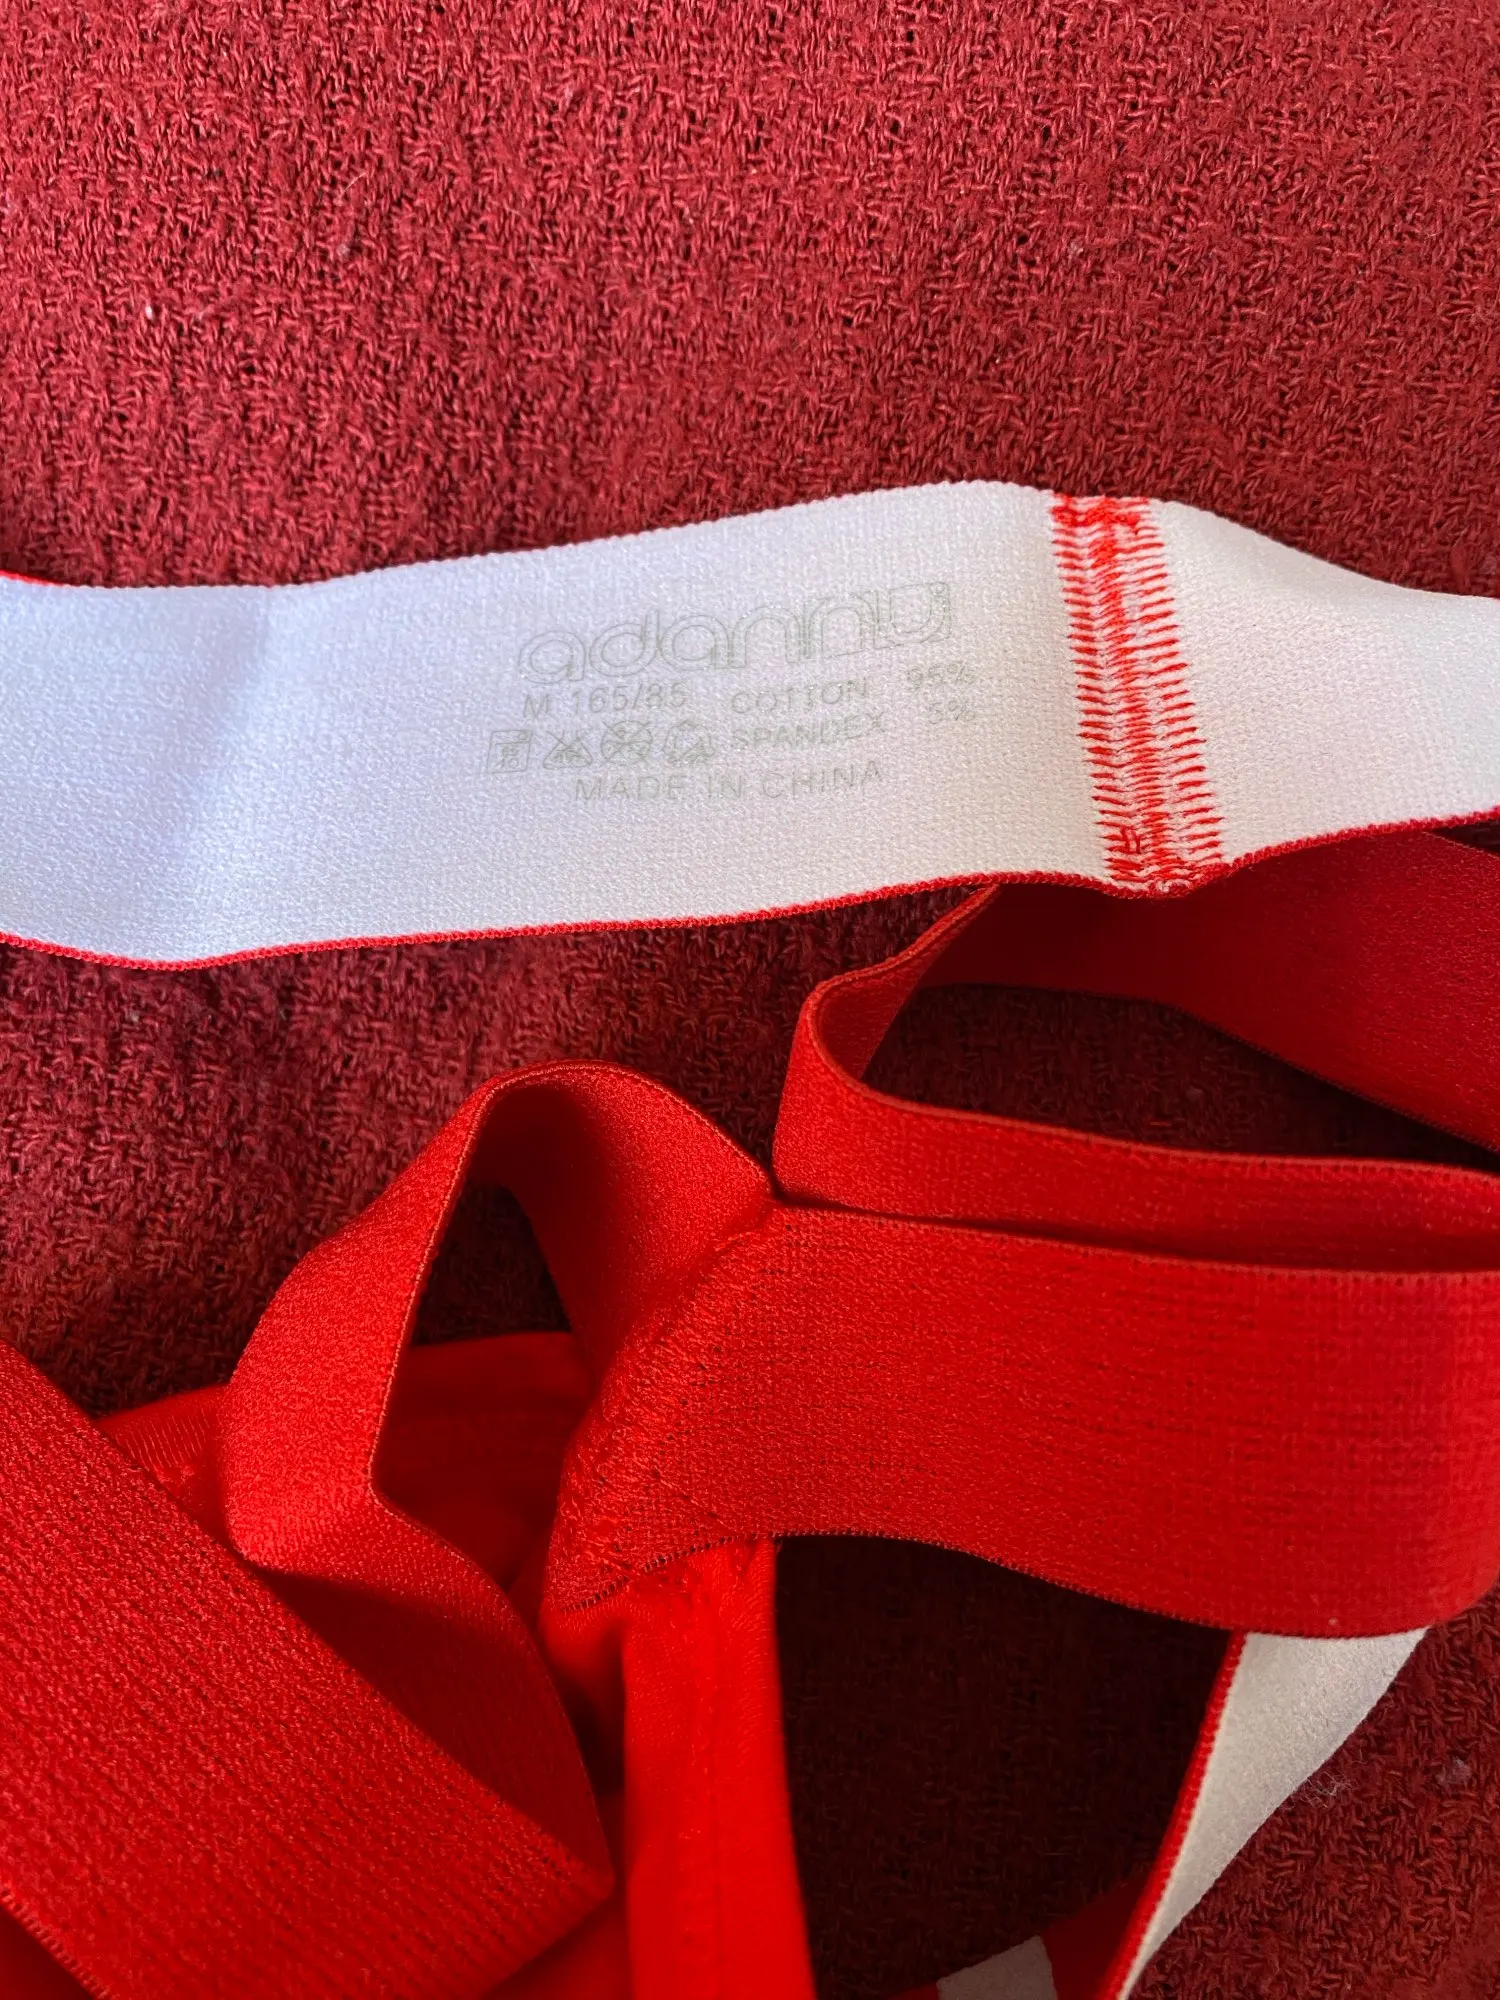 adannu
M 165/85 COTTON 95%
SPANDEX 5%
MADE IN CHINA